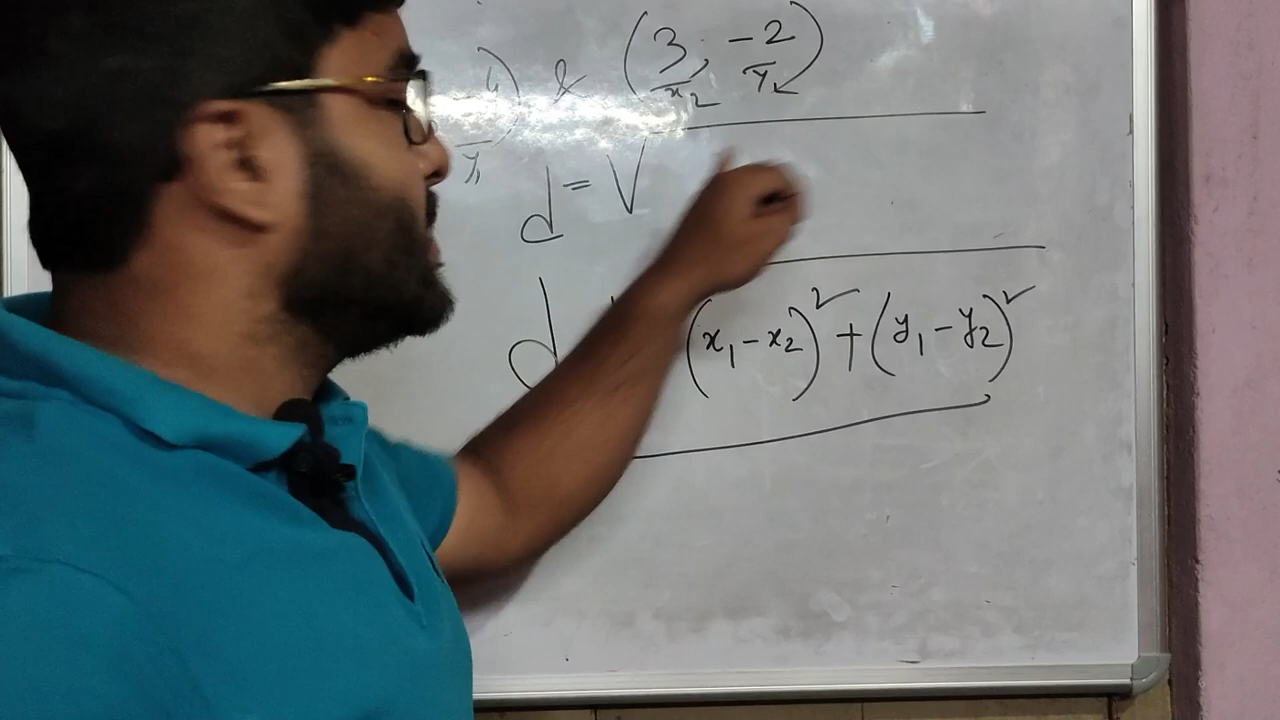 ) & (3, -2)
y₁ x₂ y₂
d = √
d (x₁ - x₂)² + (y₁ - y₂)²